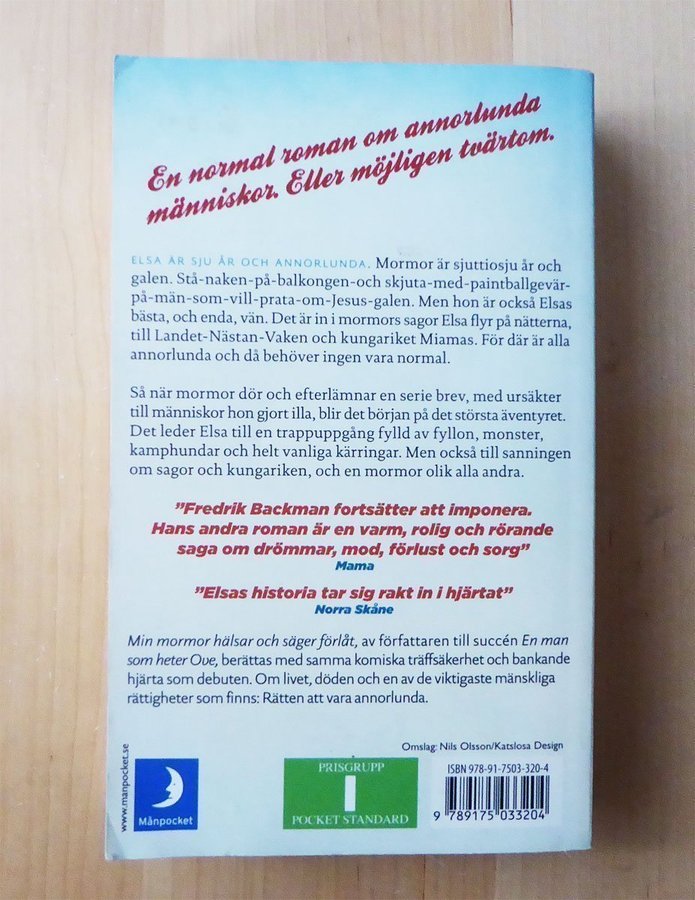 En normal roman om annorlunda
människor. Eller möjligen tvärtom.
ELSA ÄR SJU ÅR OCH ANNORLUNDA. Mormor är sjuttiosju år och
galen. Stå-naken-på-balkongen-och skjuta-med-paintballgevär-
på-män-som-vill-prata-om-Jesus-galen. Men hon är också Elsas
bästa, och enda, vän. Det är in i mormors sagor Elsa flyr på nätterna,
till Landet-Nästan-Vaken och kungariket Miamas. För där är alla
annorlunda och då behöver ingen vara normal.
Så när mormor dör och efterlämnar en serie brev, med ursäkter
till människor hon gjort illa, blir det början på det största äventyret.
Det leder Elsa till en trappuppgång fylld av fyllon, monster,
kamphundar och helt vanliga kärringar. Men också till sanningen
om sagor och kungariken, och en mormor olik alla andra.
”Fredrik Backman fortsätter att imponera.
Hans andra roman är en varm, rolig och rörande
saga om drömmar, mod, förlust och sorg”
Mama
”Elsas historia tar sig rakt in i hjärtat”
Norra Skåne
Min mormor hälsar och säger förlåt, av författaren till succén En man
som heter Ove, berättas med samma komiska träffsäkerhet och bankande
hjärta som debuten. Om livet, döden och en av de viktigaste mänskliga
rättigheter som finns: Rätten att vara annorlunda.
Omslag: Nils Olsson/Katslosa Design
www.manpocket.se
Månpocket
PRISGRUPP
1
POCKET STANDARD
ISBN 978-91-7503-320-4
9 789175 033204